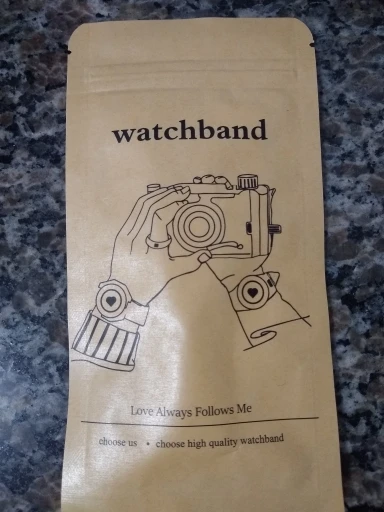 watchband
Love Always Follows Me
choose us • choose high quality watchband